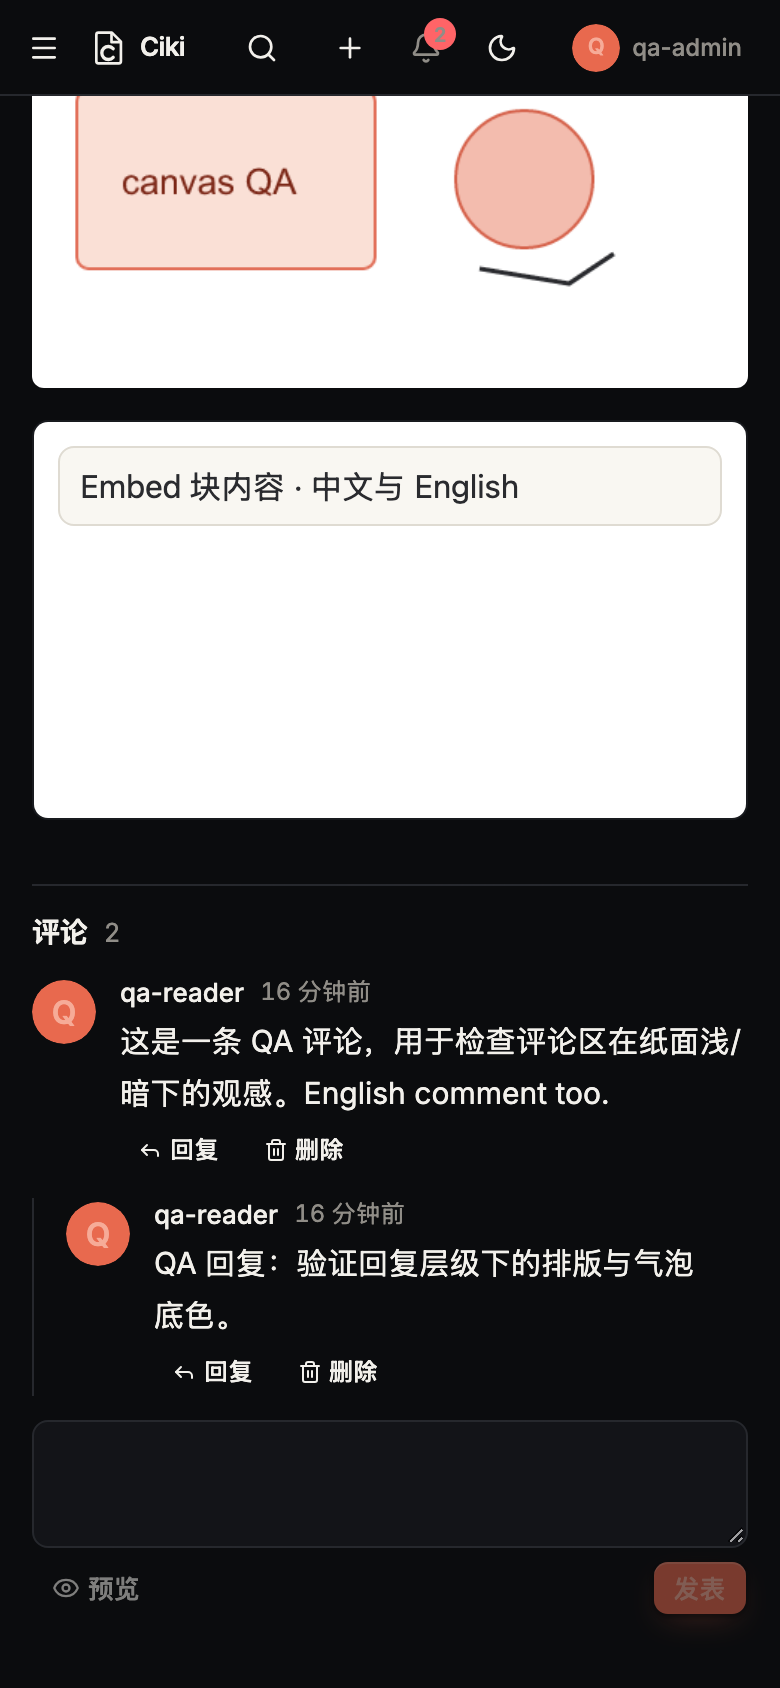 Ciki
2
Q
qa-admin
canvas QA
Embed 块内容 · 中文与 English
评论 2
Q
qa-reader 16 分钟前
这是一条 QA 评论，用于检查评论区在纸面浅/
暗下的观感。English comment too.
回复 删除
Q
qa-reader 16 分钟前
QA 回复：验证回复层级下的排版与气泡
底色。
回复 删除
预览
发表